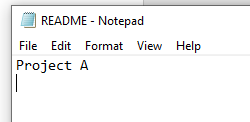 README - Notepad
File Edit Format View Help
Project A